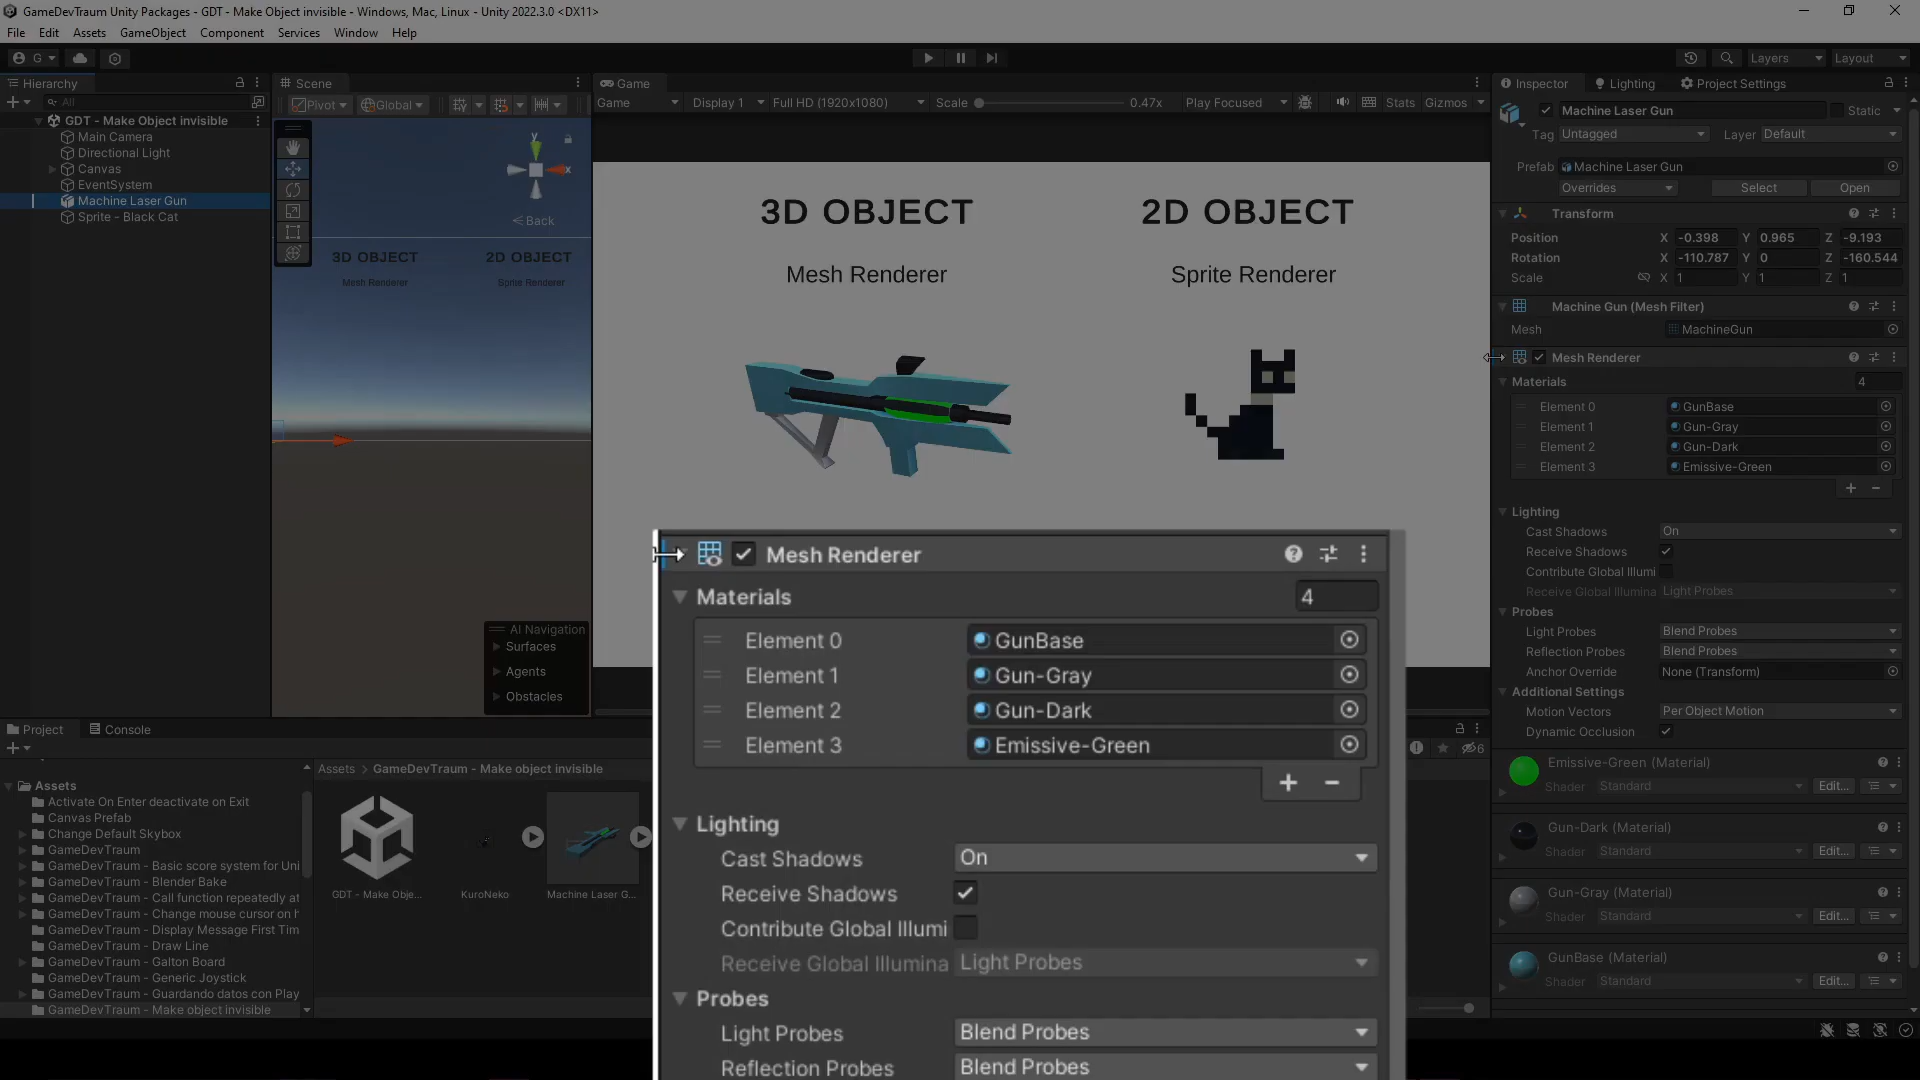 GameDevTraum Unity Packages - GDT - Make Object invisible - Windows, Mac, Linux - Unity 2022.3.0 <DX11>
File Edit Assets GameObject Component Services Window Help
G Layers Layout
Hierarchy
All
GDT - Make Object invisible
Main Camera
Directional Light
Canvas
EventSystem
Machine Laser Gun
Sprite - Black Cat
Scene
Pivot Global
y
x
Back
3D OBJECT 2D OBJECT
Mesh Renderer Sprite Renderer
AI Navigation
Surfaces
Agents
Obstacles
Game
Game Display 1 Full HD (1920x1080) Scale 0.47x Play Focused Stats Gizmos
3D OBJECT 2D OBJECT
Mesh Renderer Sprite Renderer
Mesh Renderer
Materials 4
Element 0 GunBase
Element 1 Gun-Gray
Element 2 Gun-Dark
Element 3 Emissive-Green
+ −
Lighting
Cast Shadows On
Receive Shadows
Contribute Global Illumi
Receive Global Illumina Light Probes
Probes
Light Probes Blend Probes
Reflection Probes Blend Probes
Inspector Lighting Project Settings
Machine Laser Gun Static
Tag Untagged Layer Default
Prefab Machine Laser Gun
Overrides Select Open
Transform
Position X -0.398 Y 0.965 Z -9.193
Rotation X -110.787 Y 0 Z -160.544
Scale X 1 Y 1 Z 1
Machine Gun (Mesh Filter)
Mesh MachineGun
Mesh Renderer
Materials 4
Element 0 GunBase
Element 1 Gun-Gray
Element 2 Gun-Dark
Element 3 Emissive-Green
+ −
Lighting
Cast Shadows On
Receive Shadows
Contribute Global Illumi
Receive Global Illumina Light Probes
Probes
Light Probes Blend Probes
Reflection Probes Blend Probes
Anchor Override None (Transform)
Additional Settings
Motion Vectors Per Object Motion
Dynamic Occlusion
Emissive-Green (Material)
Shader Standard Edit...
Gun-Dark (Material)
Shader Standard Edit...
Gun-Gray (Material)
Shader Standard Edit...
GunBase (Material)
Shader Standard Edit...
Project Console
6
Assets
Activate On Enter deactivate on Exit
Canvas Prefab
Change Default Skybox
GameDevTraum
GameDevTraum - Basic score system for Uni
GameDevTraum - Blender Bake
GameDevTraum - Call function repeatedly at
GameDevTraum - Change mouse cursor on h
GameDevTraum - Display Message First Tim
GameDevTraum - Draw Line
GameDevTraum - Galton Board
GameDevTraum - Generic Joystick
GameDevTraum - Guardando datos con Play
GameDevTraum - Make object invisible
Assets > GameDevTraum - Make object invisible
GDT - Make Obje... KuroNeko Machine Laser G...